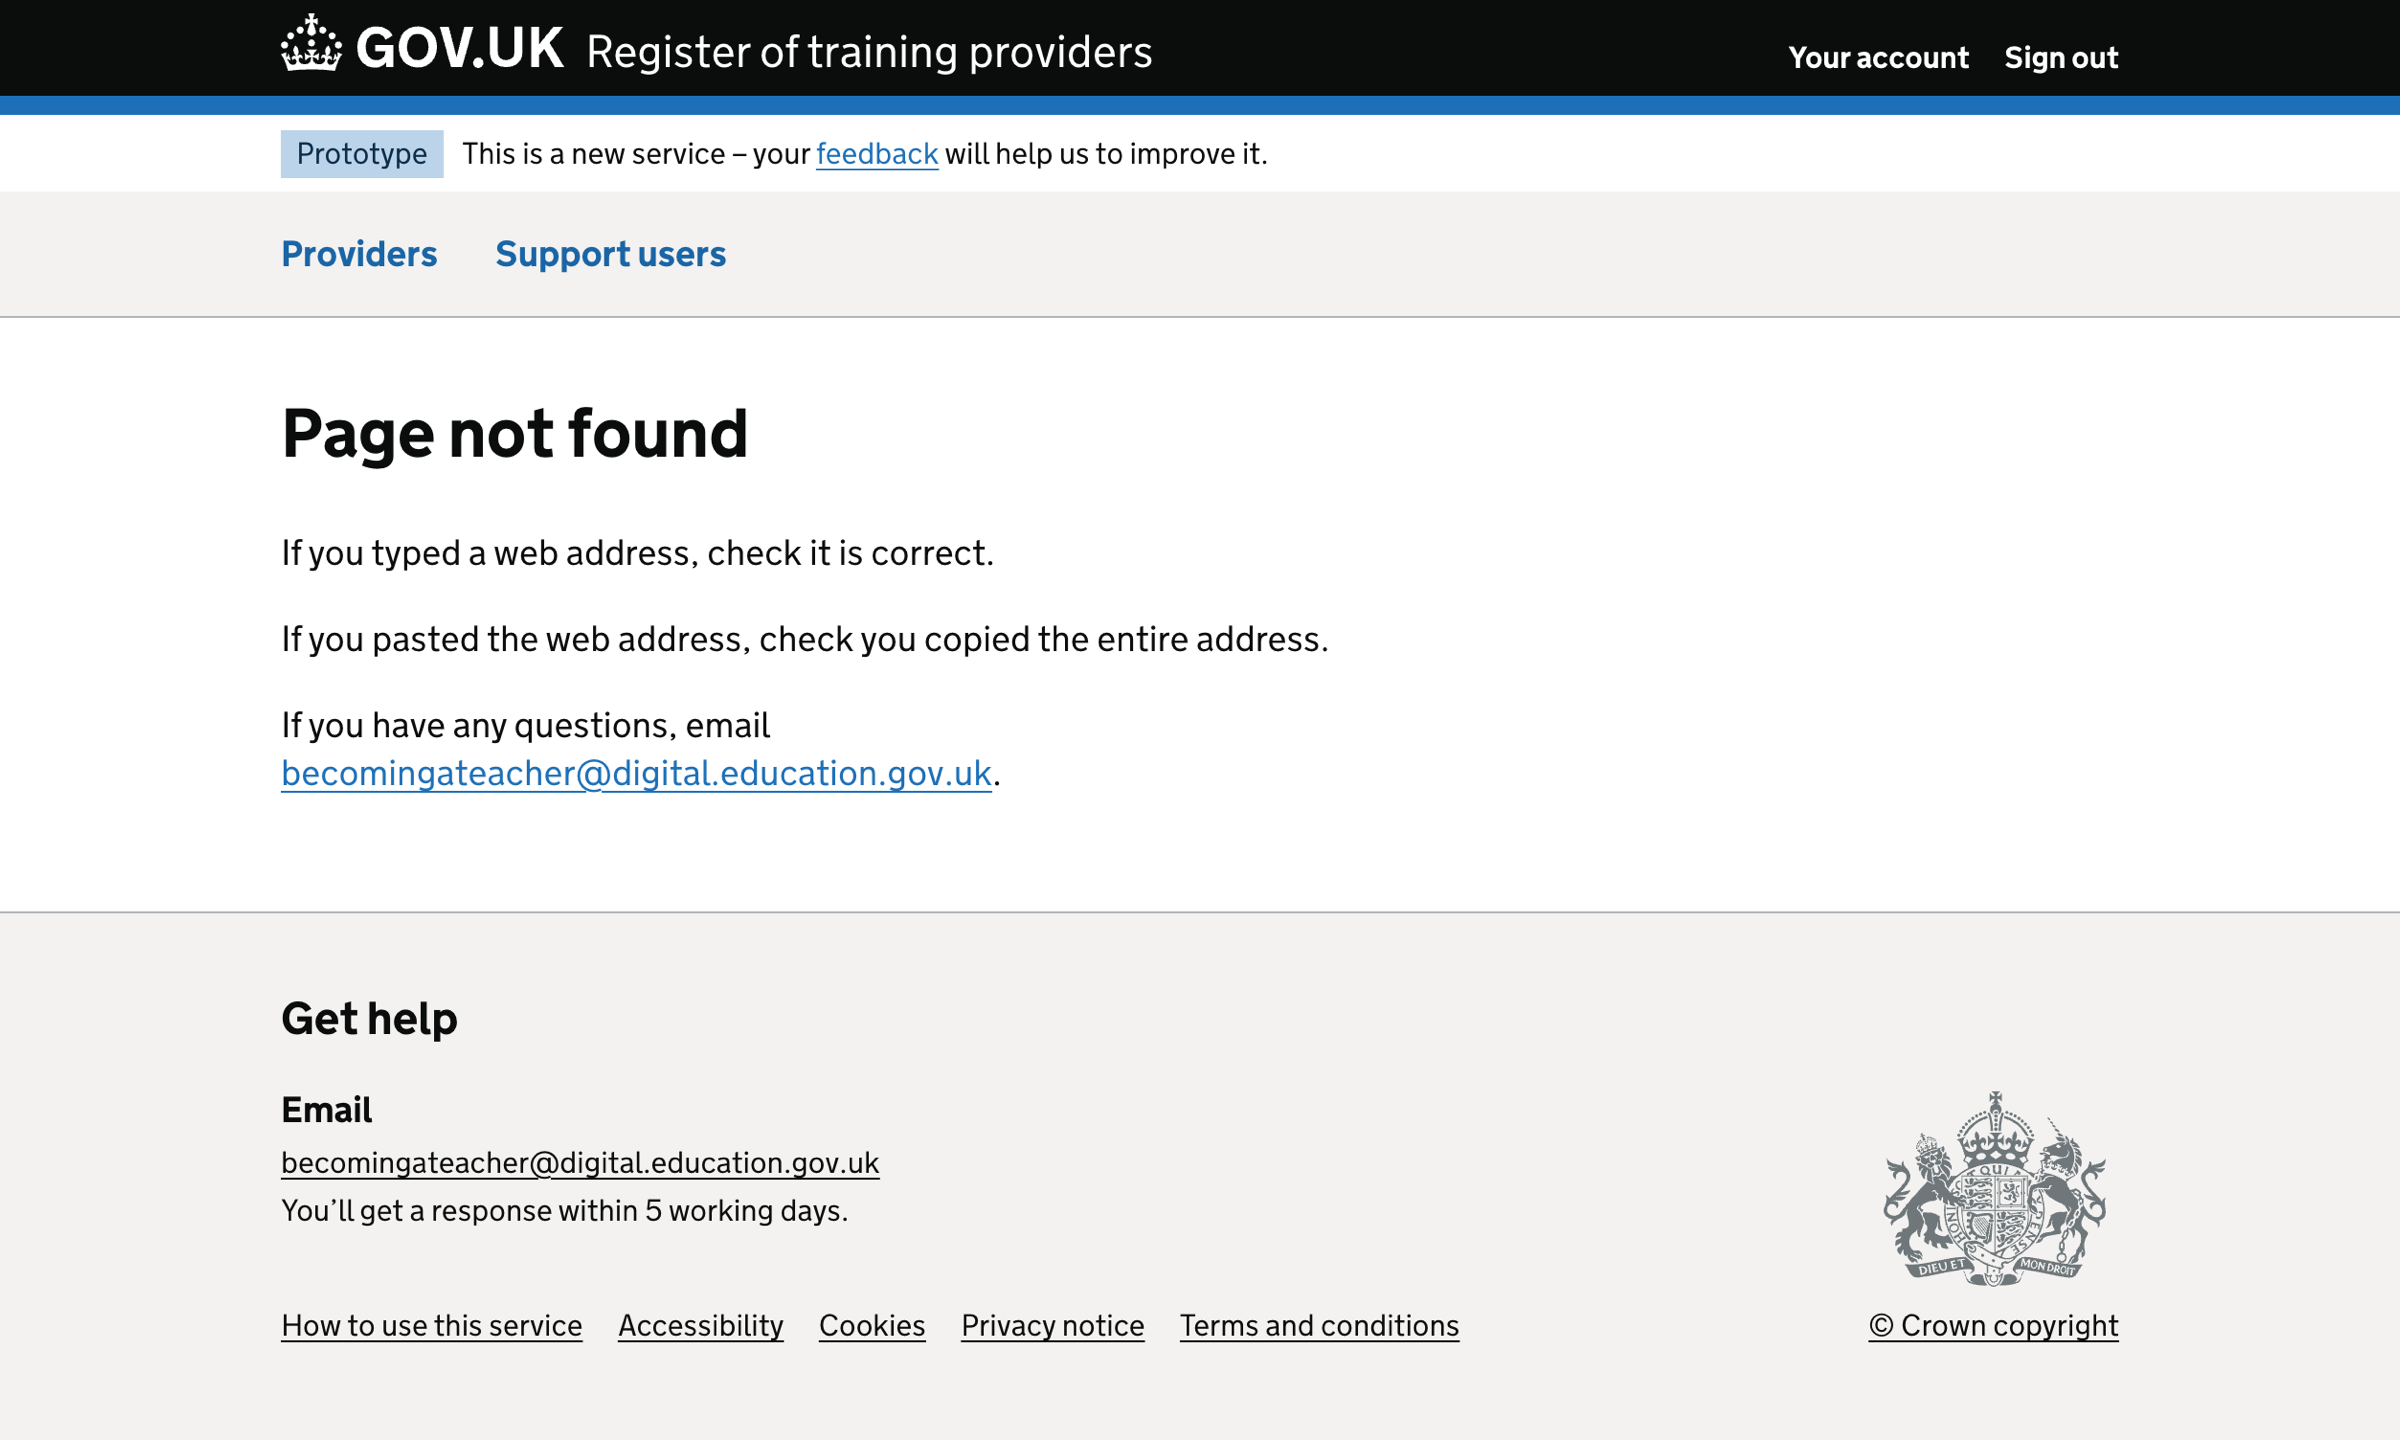 GOV.UK Register of training providers
Your account Sign out
Prototype This is a new service – your feedback will help us to improve it.
Providers Support users
Page not found
If you typed a web address, check it is correct.
If you pasted the web address, check you copied the entire address.
If you have any questions, email
becomingateacher@digital.education.gov.uk.
Get help
Email
becomingateacher@digital.education.gov.uk
You’ll get a response within 5 working days.
DIEU ET MON DROIT
How to use this service Accessibility Cookies Privacy notice Terms and conditions
© Crown copyright